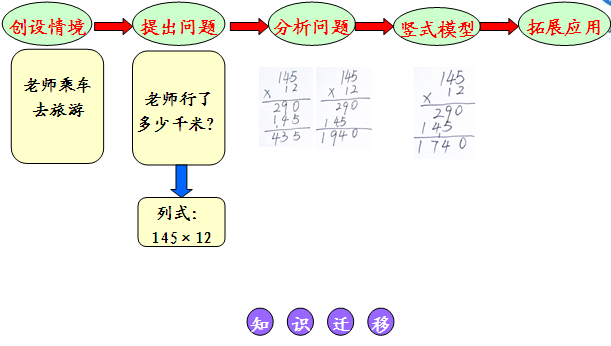 创设情境
提出问题
分析问题
竖式模型
拓展应用
老师乘车
去旅游
老师行了
多少千米？
列式：
145×12
145
× 12
290
145
435
145
× 12
290
145
1940
145
× 12
290
145
1740
知识迁移